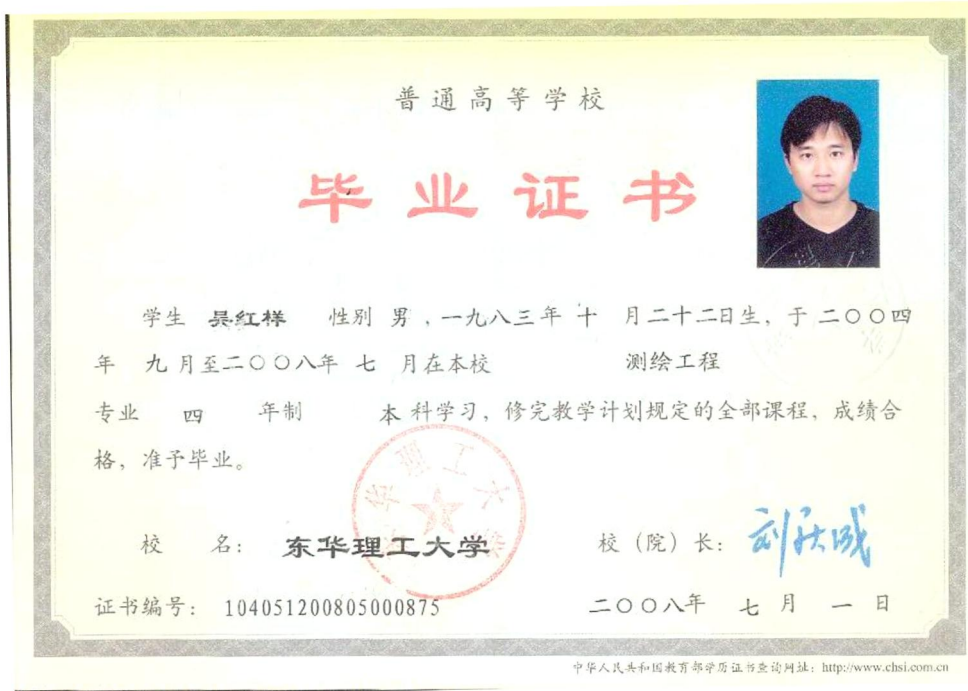 普通高等学校
毕业证书
学生 吴红样 性别 男，一九八三年 十 月二十二日生，于二〇〇四
年 九 月至二〇〇八年 七 月在本校 测绘工程
专业 四 年制 本 科学习，修完教学计划规定的全部课程，成绩合
格，准予毕业。
校 名： 东华理工大学 校（院）长：
证书编号： 104051200805000875 二〇〇八年 七 月 一 日
中华人民共和国教育部学历证书查询网址：http://www.chsi.com.cn